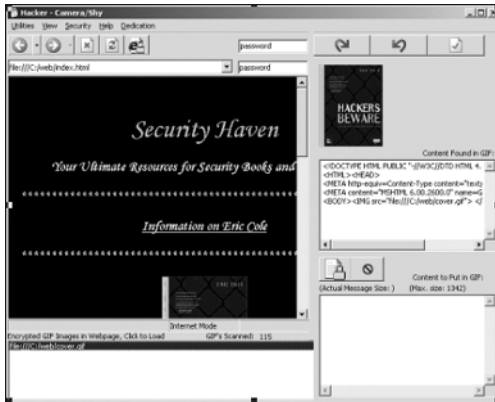 Hacker - Camera/Shy
Utilities View Security Help Dedication
password
file:///C:/web/index.html
password
Security Haven
Your Ultimate Resources for Security Books and
Information on Eric Cole
Internet Mode
Encrypted GIF Images in Webpage, Click to Load
GIF's Scanned: 115
file:///C:/web/cover.gif
HACKERS
BEWARE
Content Found in GIF:
<!DOCTYPE HTML PUBLIC "-//W3C//DTD HTML 4.
<HTML><HEAD>
<META http-equiv=Content-Type content="text/
<META content="MSHTML 6.00.2600.0" name=G
<BODY><IMG src="file:///C:/web/cover.gif"> </
Content to Put in GIF:
(Actual Message Size: )
(Max. size: 1342)